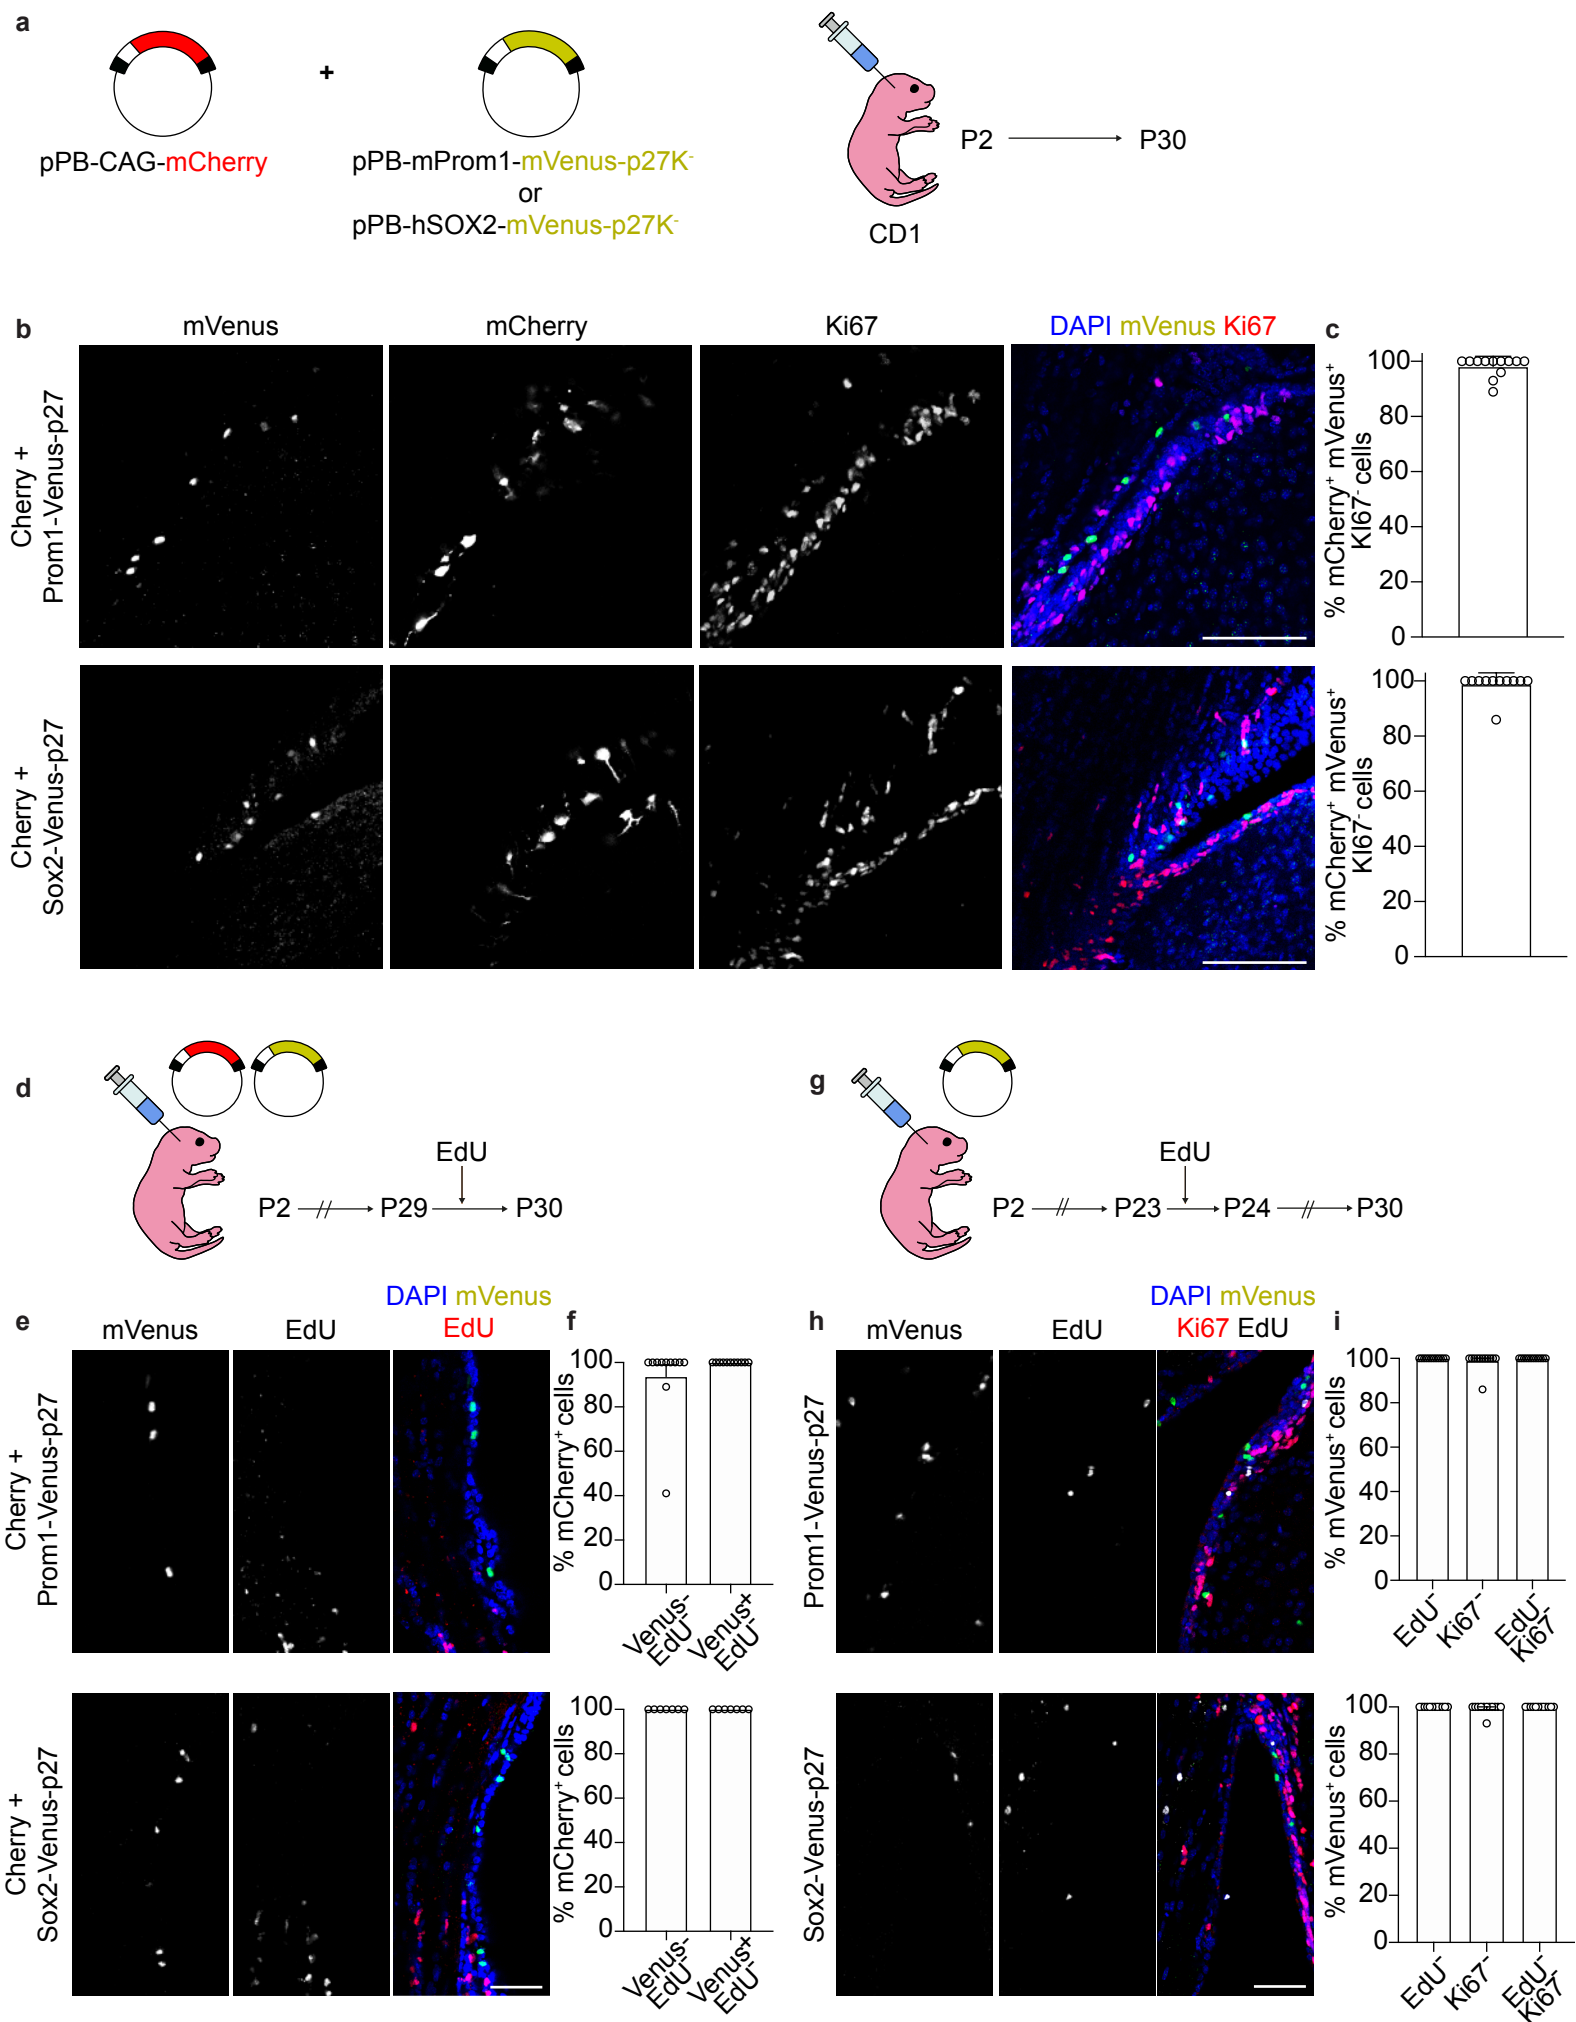 a
+
pPB-CAG-mCherry
pPB-mProm1-mVenus-p27K-
or
pPB-hSOX2-mVenus-p27K-
P2
P30
CD1
b
mVenus
mCherry
Ki67
DAPI mVenus Ki67
Cherry +
Prom1-Venus-p27
Cherry +
Sox2-Venus-p27
c
% mCherry+ mVenus+
KI67- cells
100
80
60
40
20
0
% mCherry+ mVenus+
KI67- cells
100
80
60
40
20
0
d
EdU
P2
P29
P30
g
EdU
P2
P23
P24
P30
e
mVenus
EdU
DAPI mVenus
EdU
Cherry +
Prom1-Venus-p27
Cherry +
Sox2-Venus-p27
f
% mCherry+ cells
100
80
60
40
20
0
Venus-
EdU-
Venus+
EdU-
% mCherry+ cells
100
80
60
40
20
0
Venus-
EdU-
Venus+
EdU-
h
mVenus
EdU
DAPI mVenus
Ki67 EdU
Prom1-Venus-p27
Sox2-Venus-p27
i
% mVenus+ cells
100
80
60
40
20
0
EdU-
Ki67-
EdU-
Ki67-
% mVenus+ cells
100
80
60
40
20
0
EdU-
Ki67-
EdU-
Ki67-